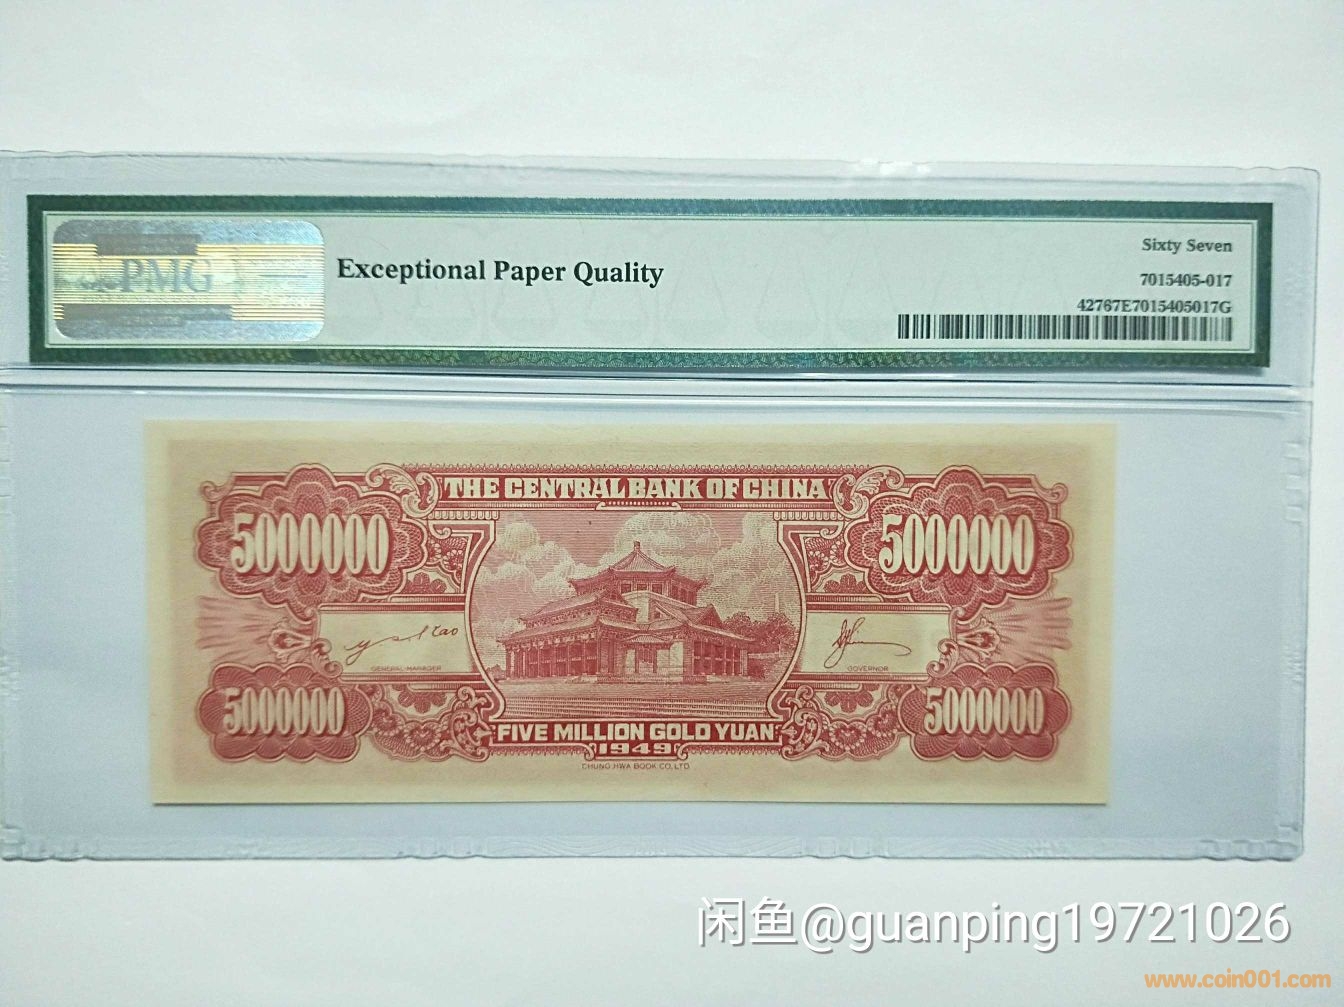 PMG
Exceptional Paper Quality
Sixty Seven
7015405-017
42767E7015405017G
THE CENTRAL BANK OF CHINA
5000000
5000000
GENERAL MANAGER
GOVERNOR
5000000
5000000
FIVE MILLION GOLD YUAN
1949
CHUNG HWA BOOK CO., LTD.
闲鱼@guanping19721026
www.coin001.com